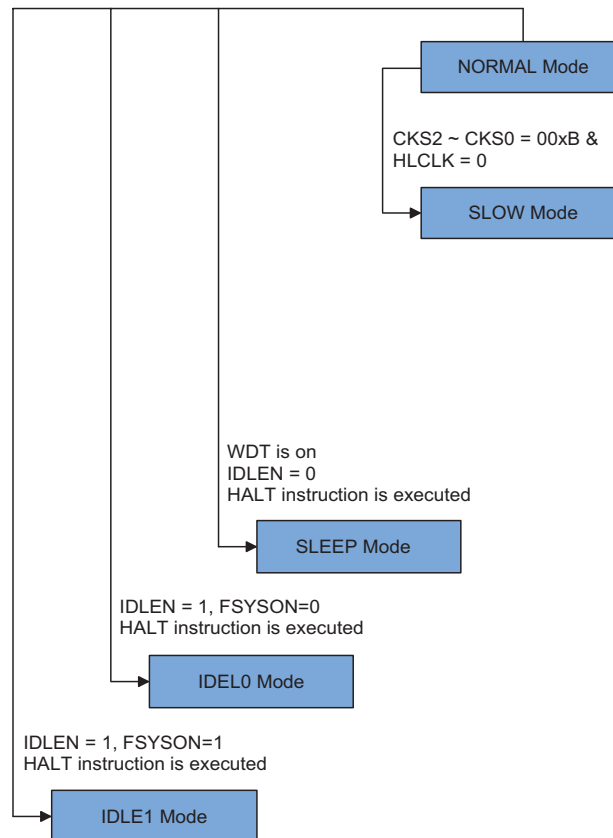 NORMAL Mode
CKS2 ~ CKS0 = 00xB &
HLCLK = 0
SLOW Mode
WDT is on
IDLEN = 0
HALT instruction is executed
SLEEP Mode
IDLEN = 1, FSYSON=0
HALT instruction is executed
IDEL0 Mode
IDLEN = 1, FSYSON=1
HALT instruction is executed
IDLE1 Mode